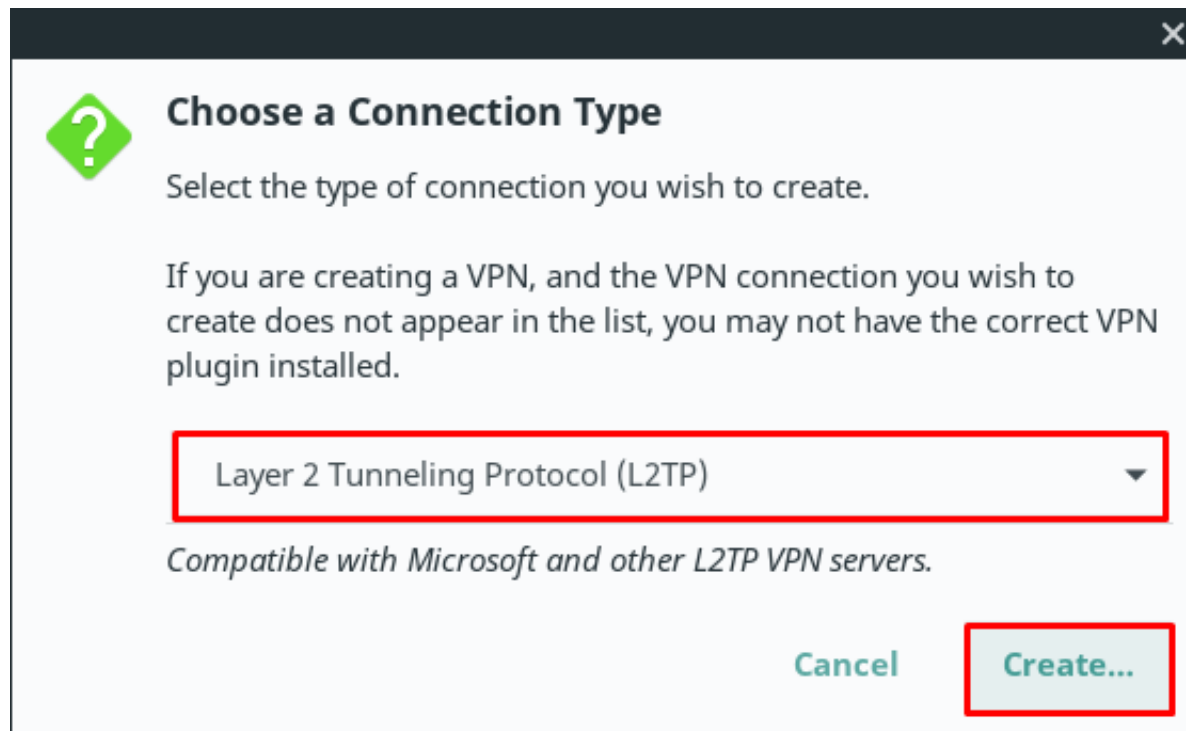 Choose a Connection Type
Select the type of connection you wish to create.
If you are creating a VPN, and the VPN connection you wish to
create does not appear in the list, you may not have the correct VPN
plugin installed.
Layer 2 Tunneling Protocol (L2TP)
Compatible with Microsoft and other L2TP VPN servers.
Cancel Create...